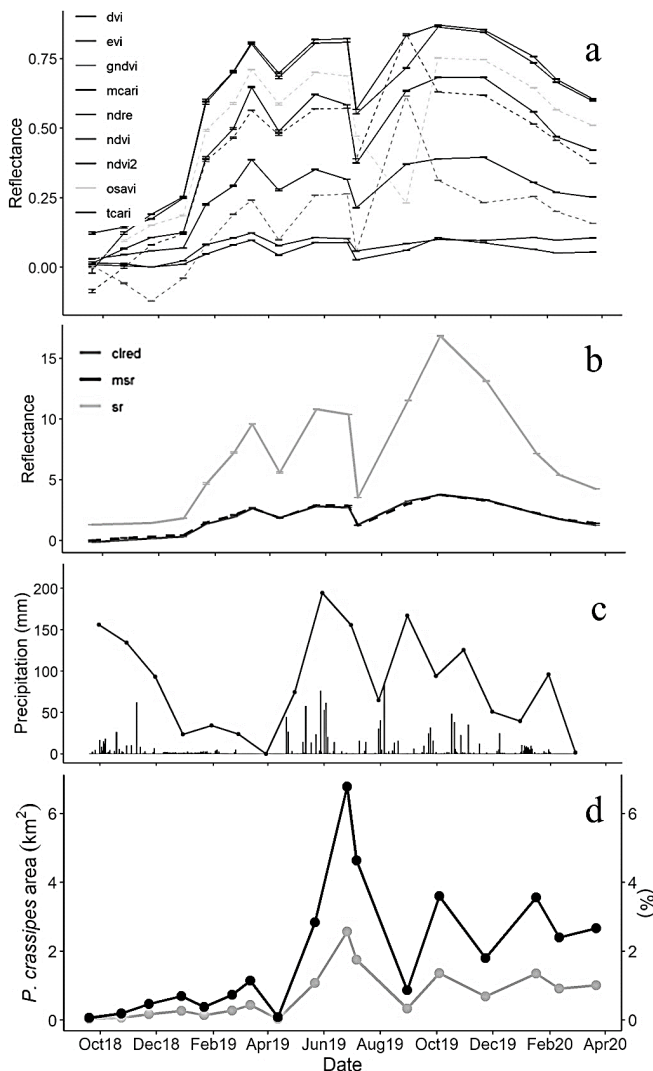 a
dvi
evi
gndvi
mcari
ndre
ndvi
ndvi2
osavi
tcari
0.75
0.50
0.25
0.00
Reflectance
b
clred
msr
sr
15
10
5
0
Reflectance
c
200
150
100
50
0
Precipitation (mm)
d
6
4
2
0
P. crassipes area (km²)
6
4
2
0
(%)
Oct18 Dec18 Feb19 Apr19 Jun19 Aug19 Oct19 Dec19 Feb20 Apr20
Date